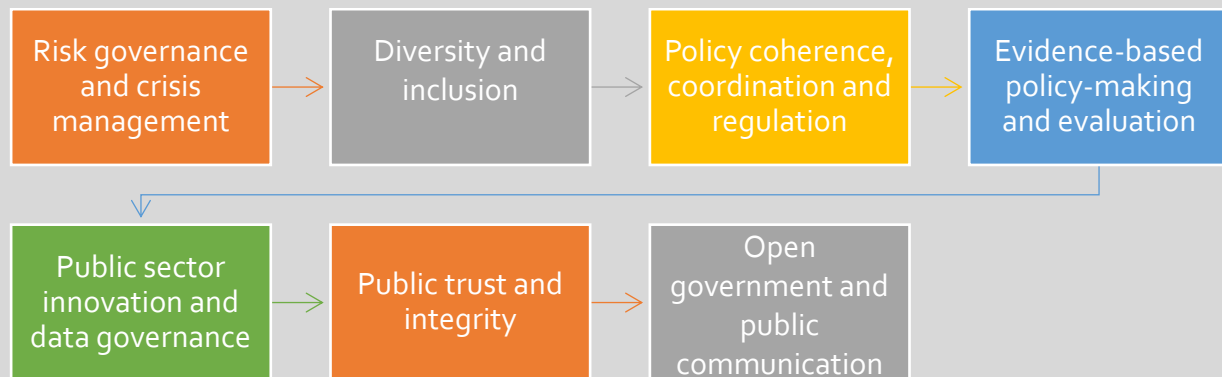 Risk governance
and crisis
management
Diversity and
inclusion
Policy coherence,
coordination and
regulation
Evidence-based
policy-making
and evaluation
Public sector
innovation and
data governance
Public trust and
integrity
Open
government and
public
communication